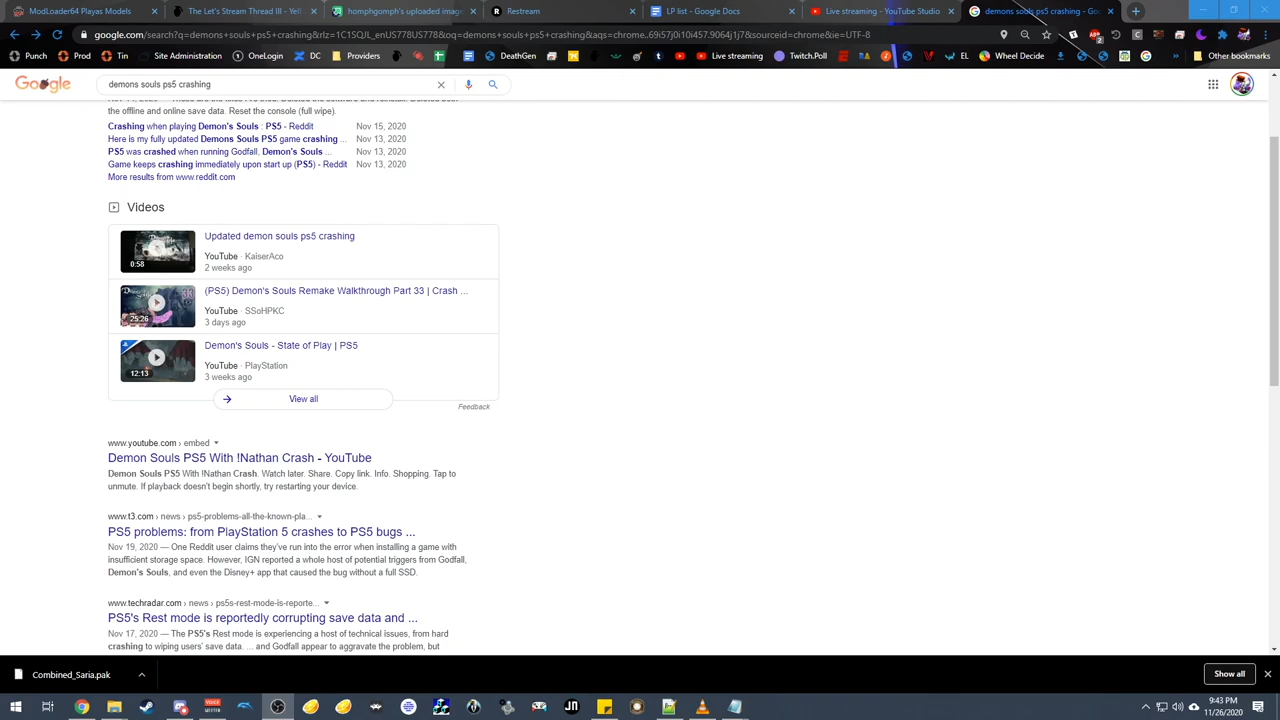 ModLoader64 Playgroun
The Let's Stream Thread III - Yell
homphgomph's uploaded image
Restream
LP list - Google Docs
Live streaming - YouTube Studio
demons souls ps5 crashing - Go
google.com/search?q=demons+souls+ps5+crashing&rlz=1C1SQJL_enUS778US778&oq=demons+souls+ps5+crashing&aqs=chrome..69i57j0i10i457.9064j1j7&sourceid=chrome&ie=UTF-8
Punch
Prod
Tin
Site Administration
1OneLogin
DC
Projects
crashing
DeathGen
Live streaming
Twitch.Poll
EL
Wheel Decide
Other bookmarks
Google
demons souls ps5 crashing
the offline and online save data. Reset the console (full wipe).
Crashing when playing Demon's Souls : PS5 - Reddit Nov 15, 2020
Here is my fully updated Demons Souls PS5 game crashing ... Nov 13, 2020
PS5 was crashed when running Godfall, Demon's Souls ... Nov 13, 2020
Game keeps crashing immediately upon start up (PS5) - Reddit Nov 13, 2020
More results from www.reddit.com
Videos
0:58
Updated demon souls ps5 crashing
YouTube · KaiserAco
2 weeks ago
25:26
(PS5) Demon's Souls Remake Walkthrough Part 33 | Crash ...
YouTube · SSoHPKC
3 days ago
12:13
Demon's Souls - State of Play | PS5
YouTube · PlayStation
3 weeks ago
View all
Feedback
www.youtube.com › embed
Demon Souls PS5 With !Nathan Crash - YouTube
Demon Souls PS5 With !Nathan Crash. Watch later. Share. Copy link. Info. Shopping. Tap to
unmute. If playback doesn't begin shortly, try restarting your device.
www.t3.com › news › ps5-problems-all-the-known-pla...
PS5 problems: from PlayStation 5 crashes to PS5 bugs ...
Nov 19, 2020 — One Reddit user claims they've run into the error when installing a game with
insufficient storage space. However, IGN reported a whole host of potential triggers from Godfall,
Demon's Souls, and even the Disney+ app that caused the bug without a full SSD.
www.techradar.com › news › ps5s-rest-mode-is-reporte...
PS5's Rest mode is reportedly corrupting save data and ...
Nov 17, 2020 — The PS5's Rest mode is experiencing a host of technical issues, from hard
crashing to wiping users' save data. ... and Godfall appear to aggravate the problem, but
Combined_Saria.pak
Show all
9:43 PM
11/26/2020